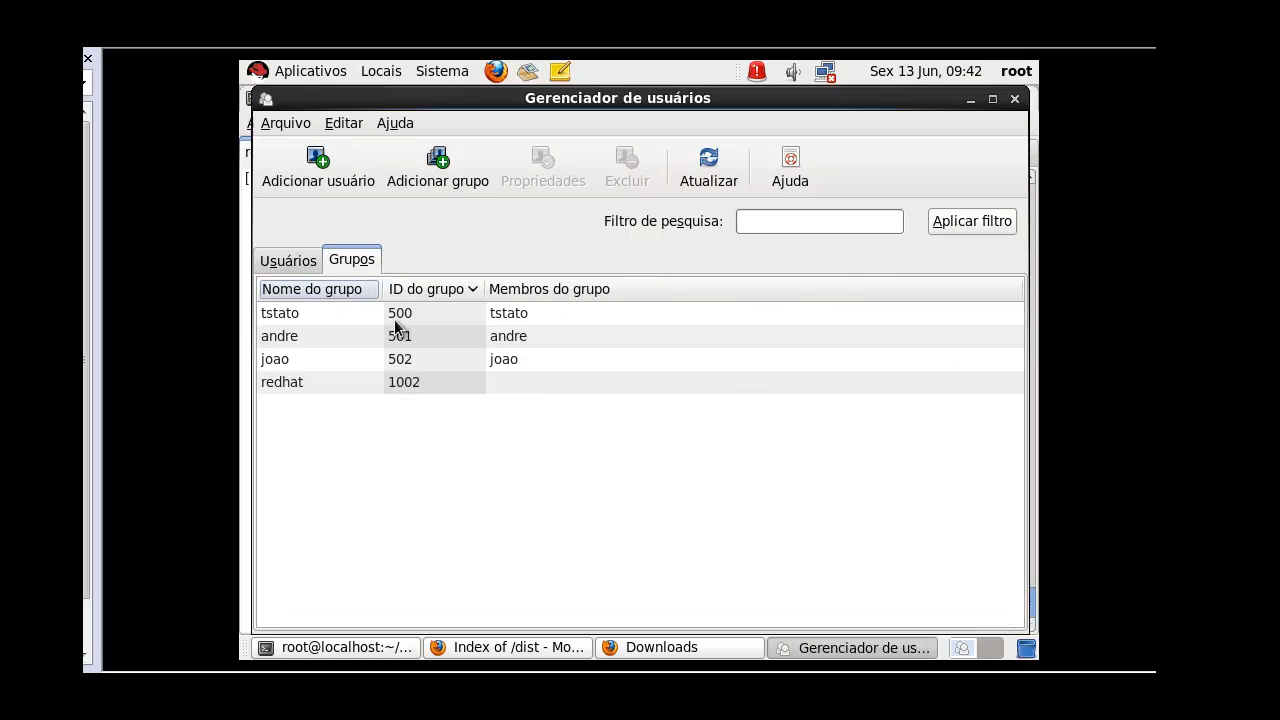 Aplicativos Locais Sistema Sex 13 Jun, 09:42 root
Gerenciador de usuários
Arquivo Editar Ajuda
Adicionar usuário Adicionar grupo Propriedades Excluir Atualizar Ajuda
Filtro de pesquisa: Aplicar filtro
Usuários Grupos
Nome do grupo ID do grupo Membros do grupo
tstato 500 tstato
andre 501 andre
joao 502 joao
redhat 1002
root@localhost:~/... Index of /dist - Mo... Downloads Gerenciador de us...